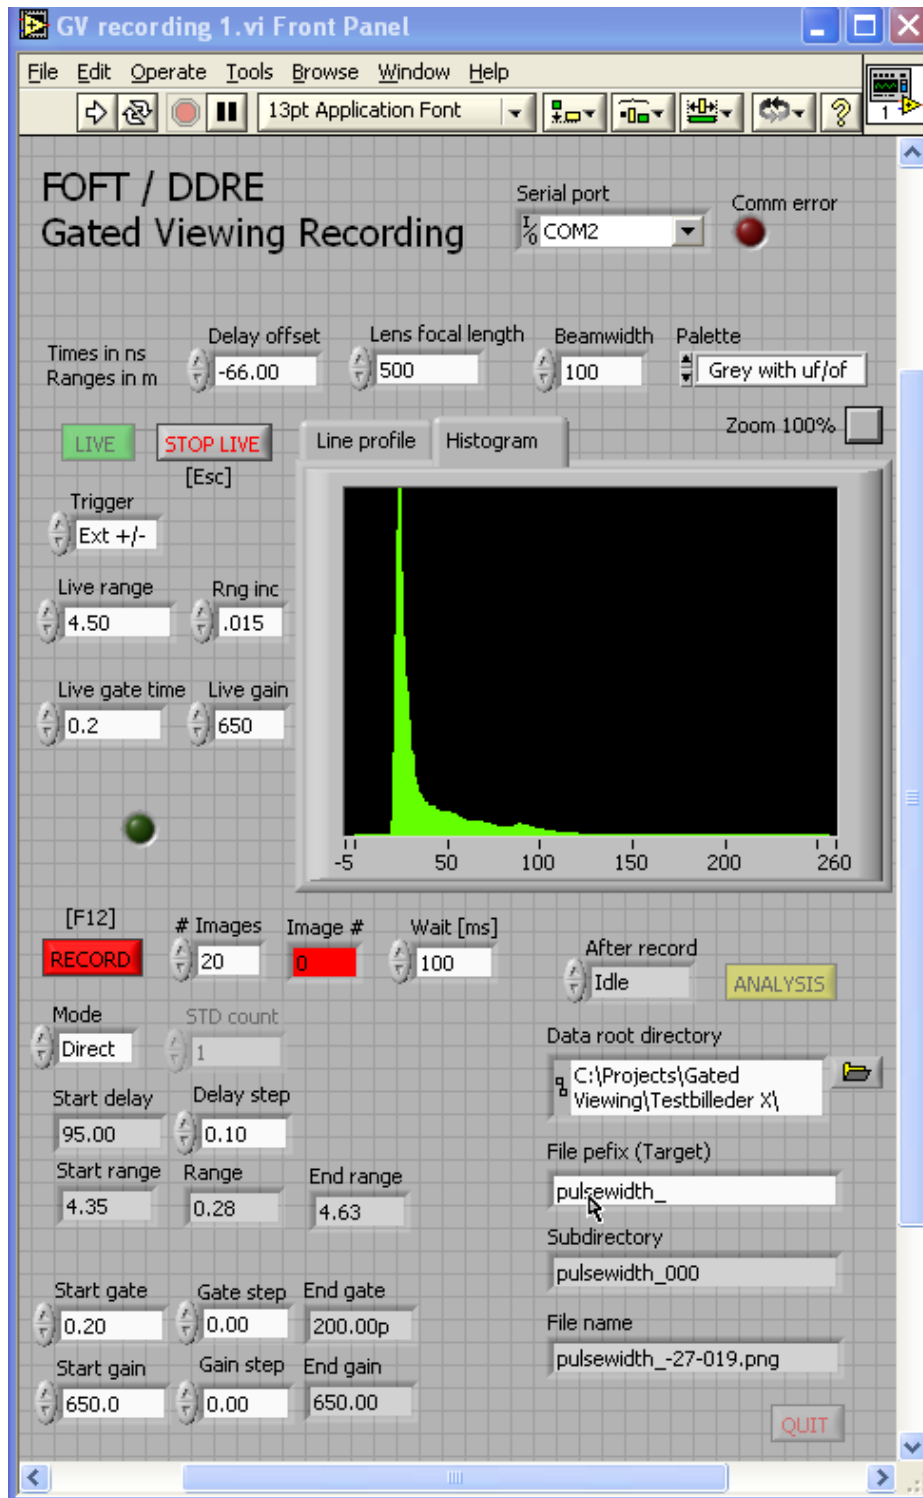 GV recording 1.vi Front Panel
File Edit Operate Tools Browse Window Help
13pt Application Font
1
FOFT / DDRE
Gated Viewing Recording
Serial port
COM2
Comm error
Times in ns
Ranges in m
Delay offset
-66.00
Lens focal length
500
Beamwidth
100
Palette
Grey with uf/of
Zoom 100%
LIVE
STOP LIVE
[Esc]
Line profile
Histogram
Trigger
Ext +/-
Live range
4.50
Rng inc
.015
Live gate time
0.2
Live gain
650
-5 50 100 150 200 260
[F12]
RECORD
# Images
20
Image #
0
Wait [ms]
100
After record
Idle
ANALYSIS
Mode
Direct
STD count
1
Start delay
95.00
Delay step
0.10
Start range
4.35
Range
0.28
End range
4.63
Data root directory
C:\Projects\Gated
Viewing\Testbilleder X\
File pefix (Target)
pulsewidth_
Subdirectory
pulsewidth_000
File name
pulsewidth_-27-019.png
Start gate
0.20
Gate step
0.00
End gate
200.00p
Start gain
650.0
Gain step
0.00
End gain
650.00
QUIT